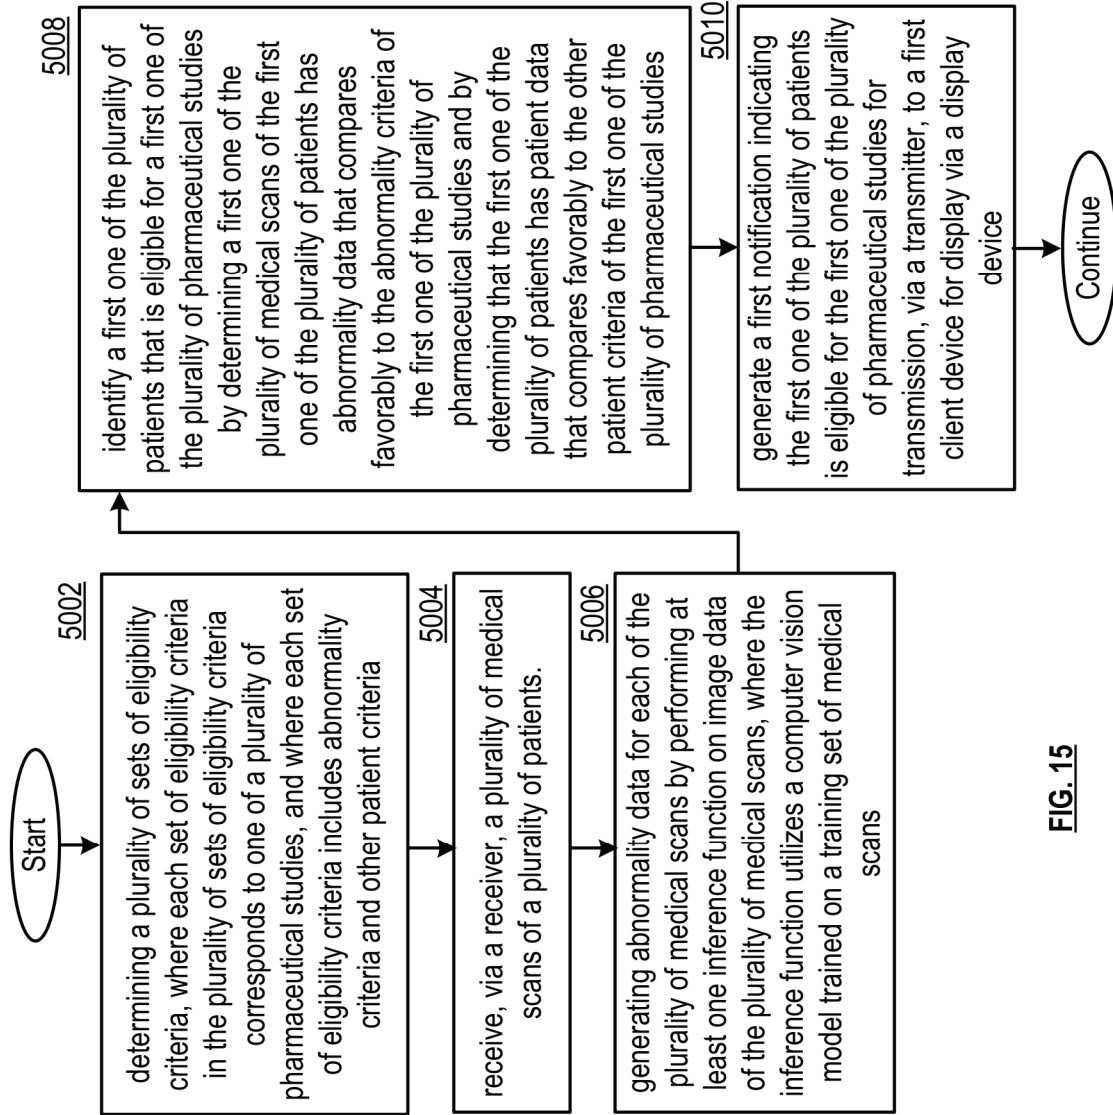 Start
5002
determining a plurality of sets of eligibility
criteria, where each set of eligibility criteria
in the plurality of sets of eligibility criteria
corresponds to one of a plurality of
pharmaceutical studies, and where each set
of eligibility criteria includes abnormality
criteria and other patient criteria
5004
receive, via a receiver, a plurality of medical
scans of a plurality of patients.
5006
generating abnormality data for each of the
plurality of medical scans by performing at
least one inference function on image data
of the plurality of medical scans, where the
inference function utilizes a computer vision
model trained on a training set of medical
scans
5008
identify a first one of the plurality of
patients that is eligible for a first one of
the plurality of pharmaceutical studies
by determining a first one of the
plurality of medical scans of the first
one of the plurality of patients has
abnormality data that compares
favorably to the abnormality criteria of
the first one of the plurality of
pharmaceutical studies and by
determining that the first one of the
plurality of patients has patient data
that compares favorably to the other
patient criteria of the first one of the
plurality of pharmaceutical studies
5010
generate a first notification indicating
the first one of the plurality of patients
is eligible for the first one of the plurality
of pharmaceutical studies for
transmission, via a transmitter, to a first
client device for display via a display
device
Continue
FIG. 15